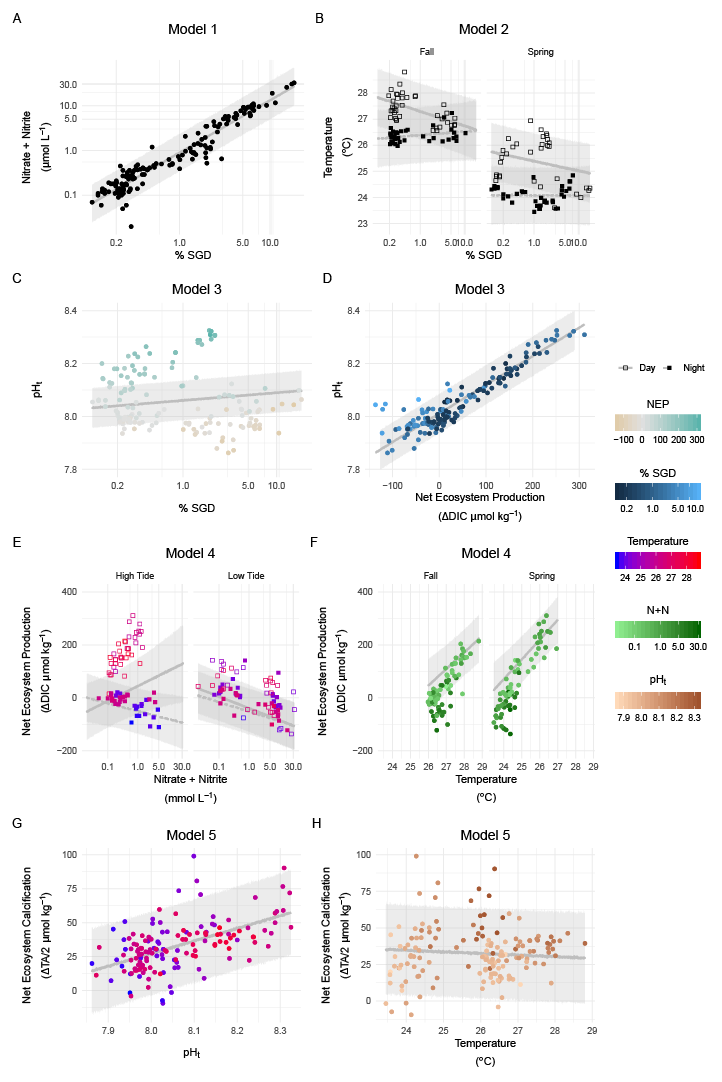 A
Model 1
Nitrate + Nitrite
(μmol L⁻¹)
30.0
10.0
5.0
1.0
0.1
0.2
1.0
5.0
10.0
% SGD
B
Model 2
Fall
Spring
Temperature
(ºC)
28
27
26
25
24
23
0.2
1.0
5.0
10.0
0.2
1.0
5.0
10.0
% SGD
C
Model 3
pHt
8.4
8.2
8.0
7.8
0.2
1.0
5.0
10.0
% SGD
D
Model 3
pHt
8.4
8.2
8.0
7.8
−100
0
100
200
300
Net Ecosystem Production
(ΔDIC μmol kg⁻¹)
Day
Night
NEP
−100
0
100
200
300
% SGD
0.2
1.0
5.0
10.0
Temperature
24
25
26
27
28
N+N
0.1
1.0
5.0
30.0
pHt
7.9
8.0
8.1
8.2
8.3
E
Model 4
High Tide
Low Tide
Net Ecosystem Production
(ΔDIC μmol kg⁻¹)
400
200
0
−200
0.1
1.0
5.0
30.0
0.1
1.0
5.0
30.0
Nitrate + Nitrite
(mmol L⁻¹)
F
Model 4
Fall
Spring
Net Ecosystem Production
(ΔDIC μmol kg⁻¹)
400
200
0
−200
24
25
26
27
28
29
24
25
26
27
28
29
Temperature
(ºC)
G
Model 5
Net Ecosystem Calcification
(ΔTA/2 μmol kg⁻¹)
100
75
50
25
0
7.9
8.0
8.1
8.2
8.3
pHt
H
Model 5
Net Ecosystem Calcification
(ΔTA/2 μmol kg⁻¹)
100
75
50
25
0
24
25
26
27
28
29
Temperature
(ºC)